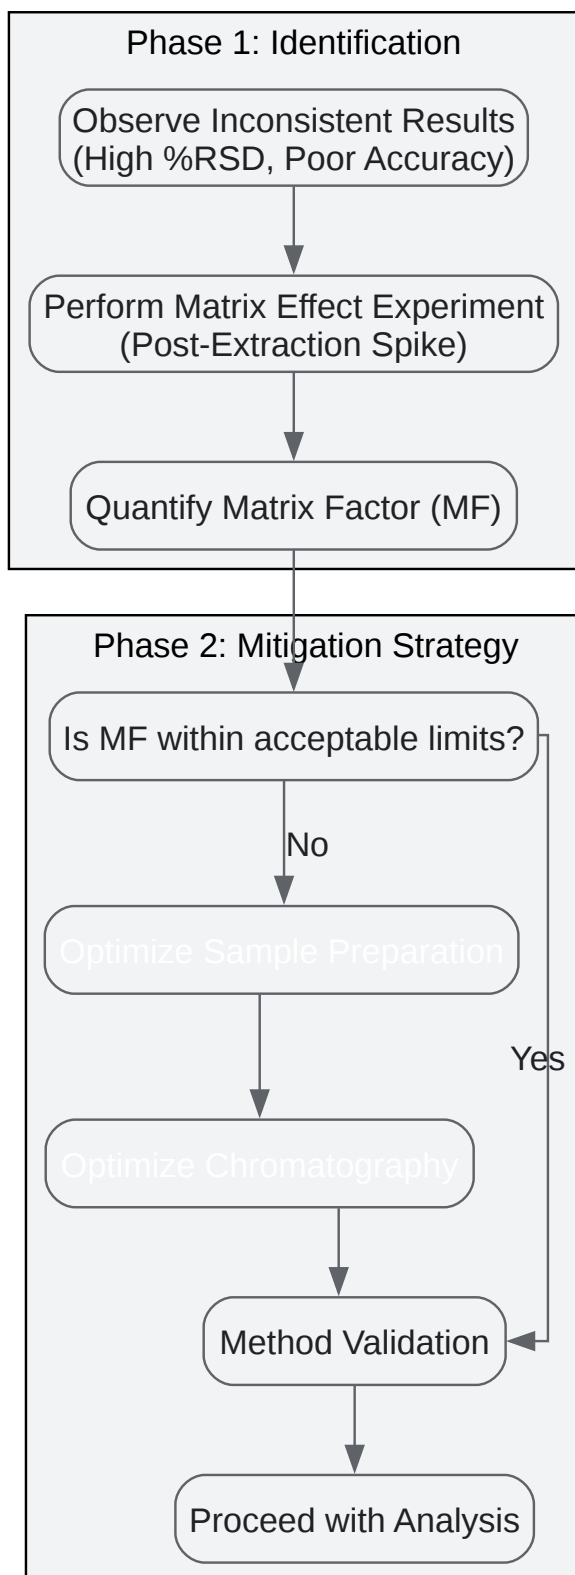 Phase 1: Identification
Observe Inconsistent Results
(High %RSD, Poor Accuracy)
Perform Matrix Effect Experiment
(Post-Extraction Spike)
Quantify Matrix Factor (MF)
Phase 2: Mitigation Strategy
Is MF within acceptable limits?
No
Optimize Sample Preparation
Yes
Optimize Chromatography
Method Validation
Proceed with Analysis